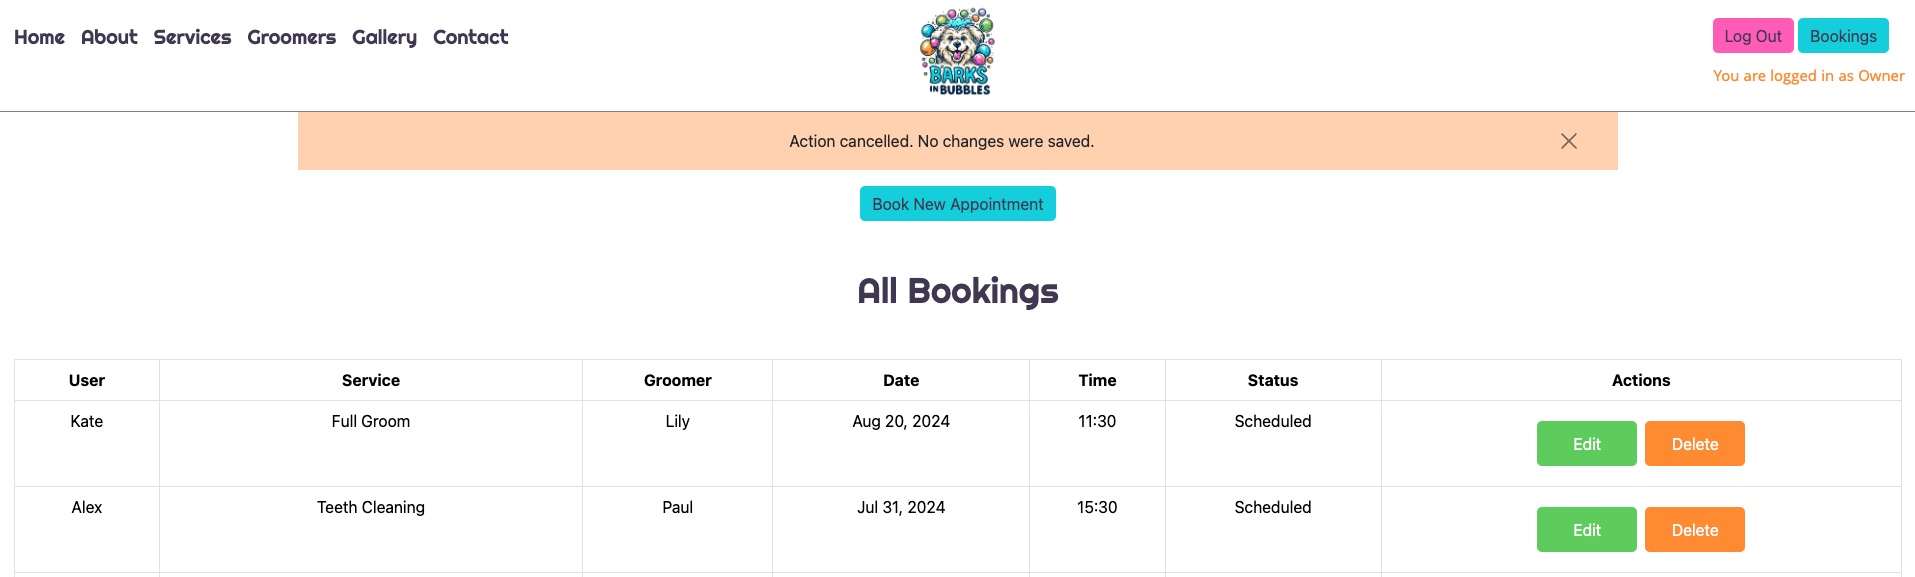 Home About Services Groomers Gallery Contact
BARKS
IN BUBBLES
Log Out Bookings
You are logged in as Owner
Action cancelled. No changes were saved.
Book New Appointment
All Bookings
User Service Groomer Date Time Status Actions
Kate Full Groom Lily Aug 20, 2024 11:30 Scheduled Edit Delete
Alex Teeth Cleaning Paul Jul 31, 2024 15:30 Scheduled Edit Delete